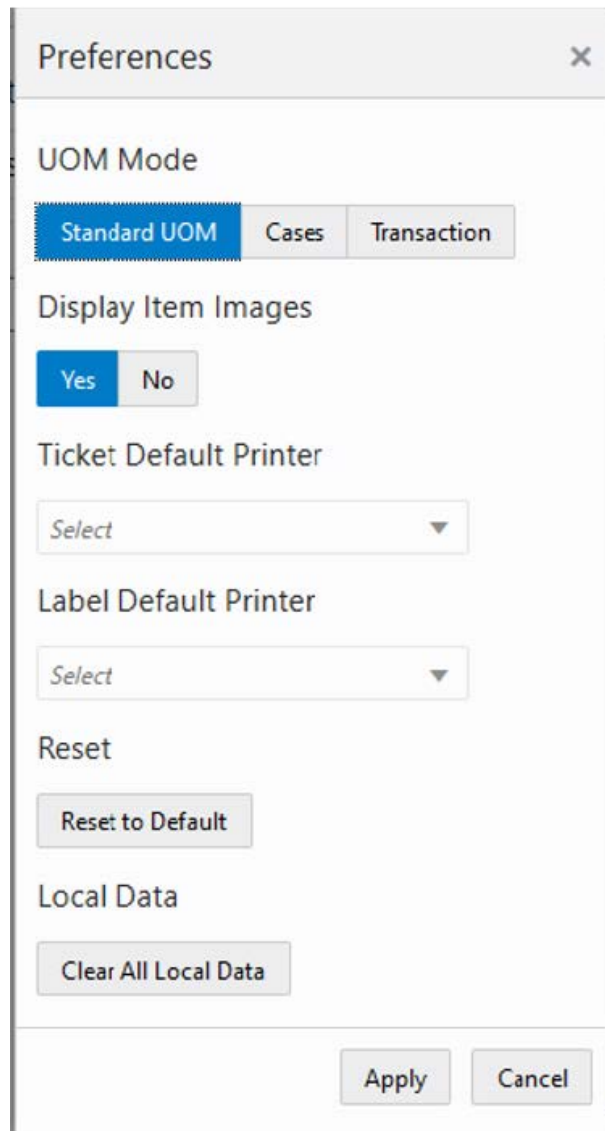 Preferences ×
UOM Mode
Standard UOM Cases Transaction
Display Item Images
Yes No
Ticket Default Printer
Select
Label Default Printer
Select
Reset
Reset to Default
Local Data
Clear All Local Data
Apply Cancel